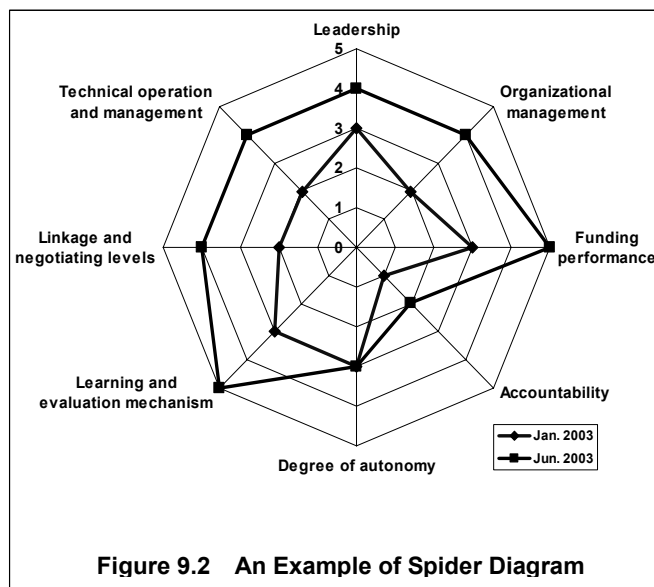 Leadership
5
4
3
2
1
0
Technical operation
and management
Organizational
management
Linkage and
negotiating levels
Funding
performance
Learning and
evaluation mechanism
Accountability
Degree of autonomy
Jan. 2003
Jun. 2003
Figure 9.2 An Example of Spider Diagram